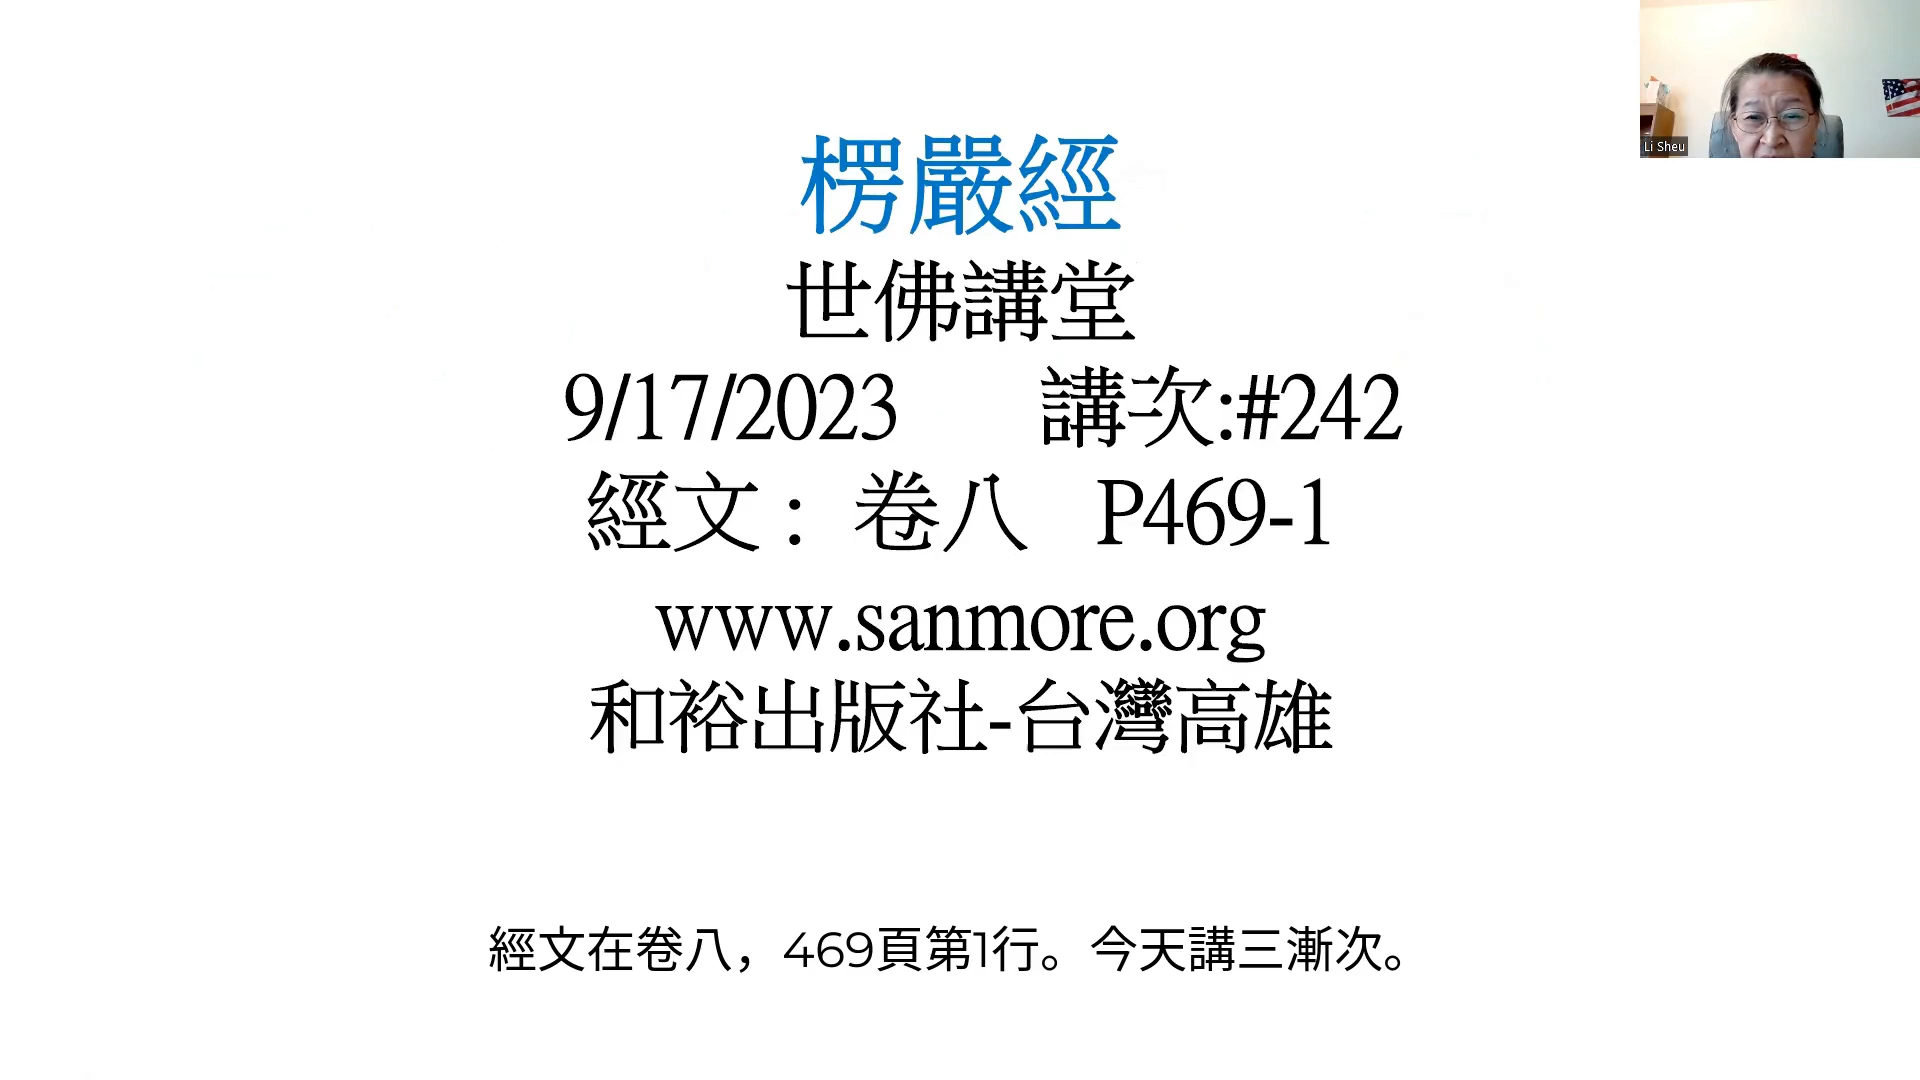 楞嚴經
世佛講堂
9/17/2023 講次:#242
經文： 卷八 P469-1
www.sanmore.org
和裕出版社-台灣高雄
經文在卷八，469頁第1行。今天講三漸次。
Li Sheu